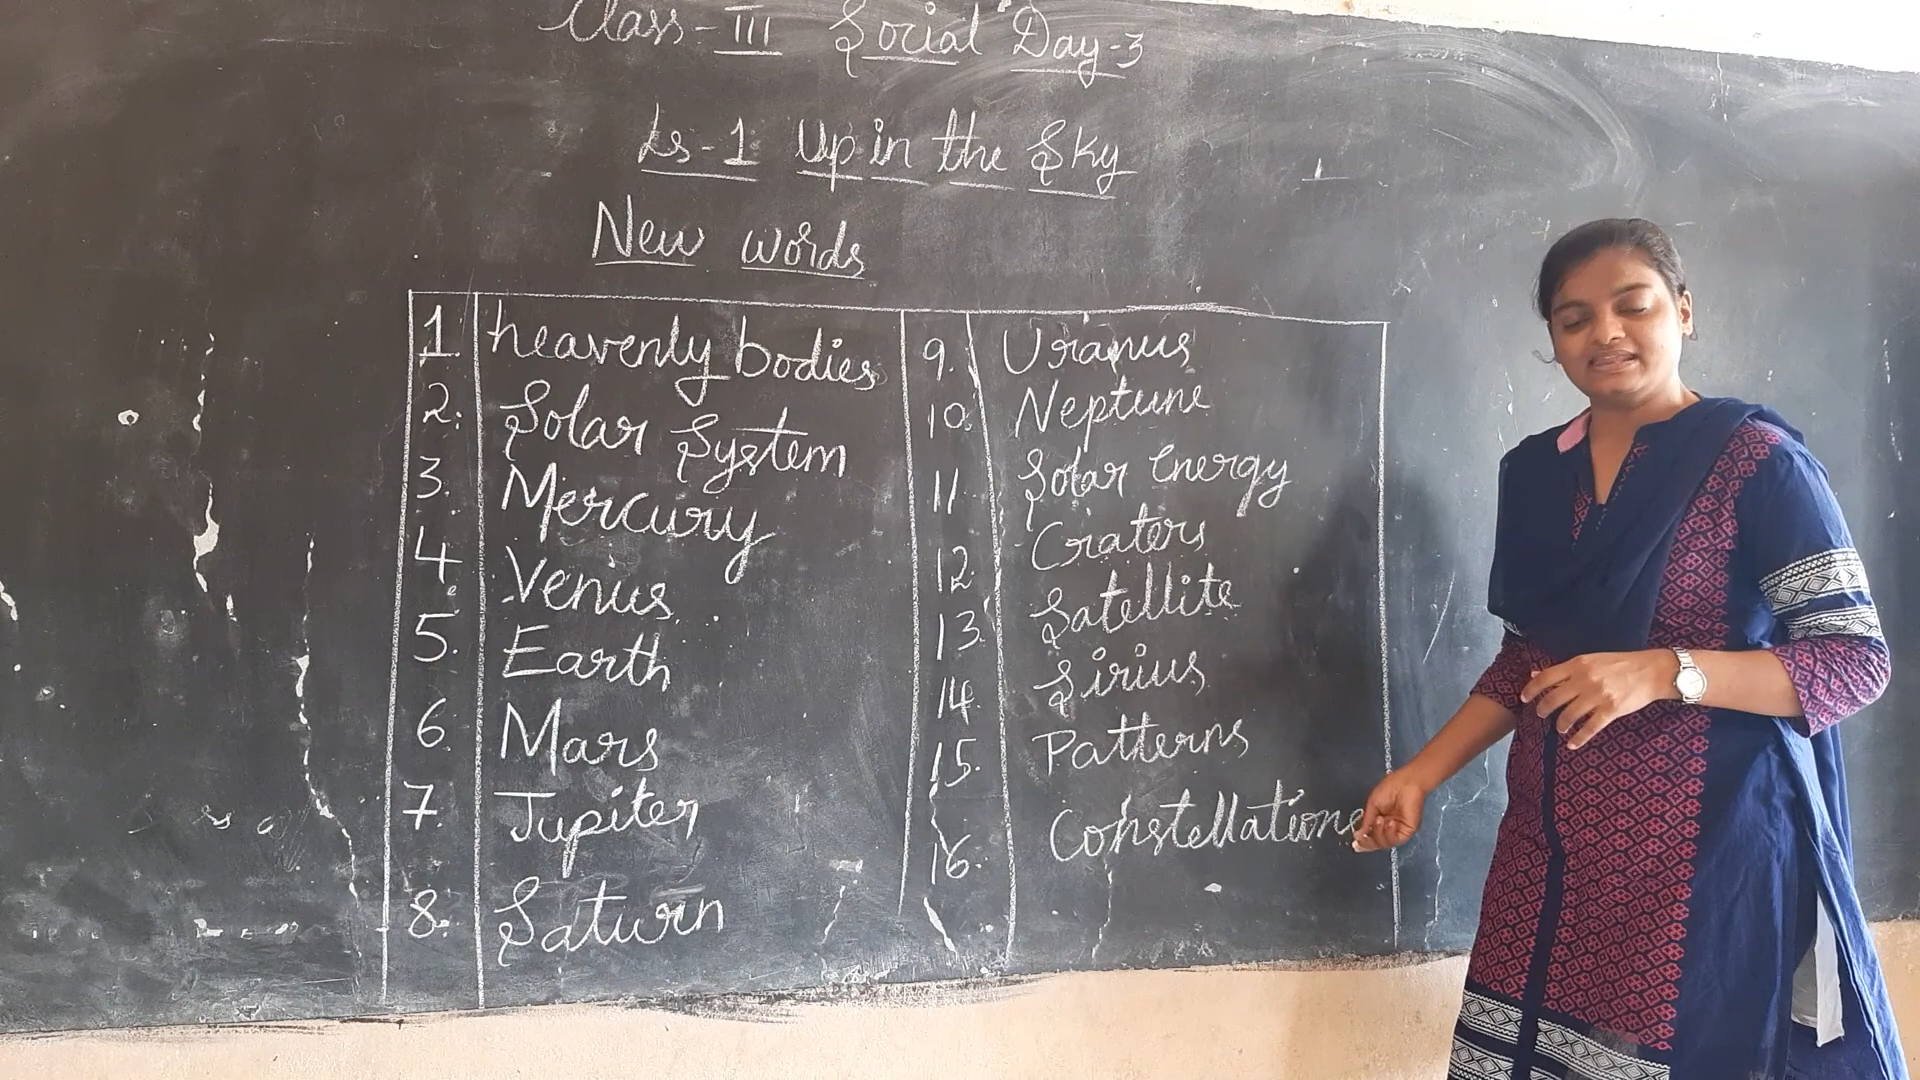 Class-III Social Day-3
Ls-1 Up in the Sky
New words
1. heavenly bodies
2. Solar System
3. Mercury
4. Venus
5. Earth
6. Mars
7. Jupiter
8. Saturn
9. Uranus
10. Neptune
11 Solar Energy
12. Craters
13. Satellite
14. Sirius
15. Patterns
16. Constellations